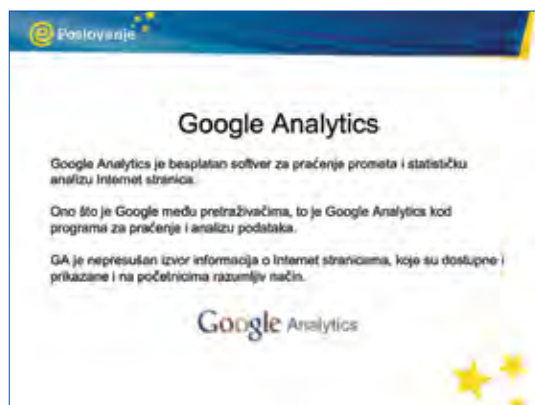 e Poslovanje
Google Analytics
Google Analytics je besplatan softver za praćenje prometa i statističku
analizu Internet stranica.
Ono što je Google među pretraživačima, to je Google Analytics kod
programa za praćenje i analizu podataka.
GA je nepresušan izvor informacija o Internet stranicama, koje su dostupne i
prikazane i na početnicima razumljiv način.
Google Analytics